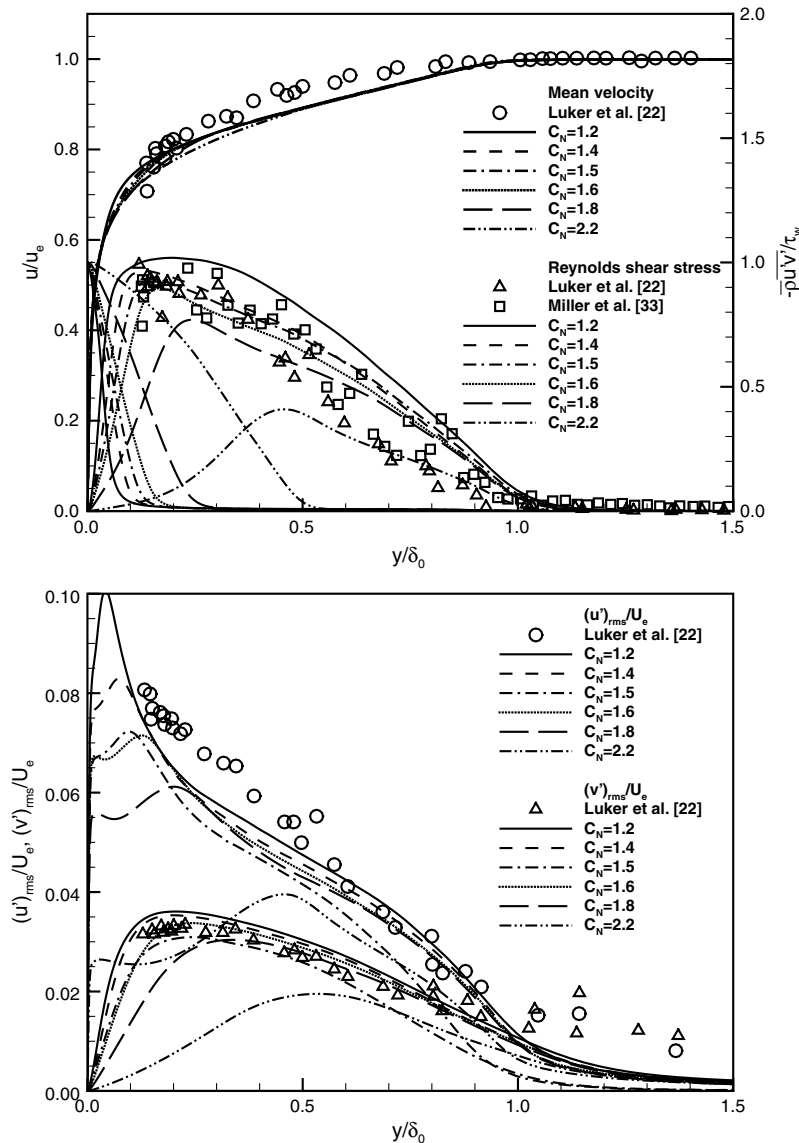 2.0
1.0
1.5
0.8
0.6
1.0
0.4
0.5
0.2
0.0
0.0
0.0
0.5
1.0
1.5
u/u_e
-ρ̅u'v'̅/τ_w
y/δ_0
Mean velocity
Luker et al. [22]
C_N=1.2
C_N=1.4
C_N=1.5
C_N=1.6
C_N=1.8
C_N=2.2
Reynolds shear stress
Luker et al. [22]
Miller et al. [33]
C_N=1.2
C_N=1.4
C_N=1.5
C_N=1.6
C_N=1.8
C_N=2.2
0.10
0.08
0.06
0.04
0.02
0.00
0.0
0.5
1.0
1.5
(u')_rms/U_e, (v')_rms/U_e
y/δ_0
(u')_rms/U_e
Luker et al. [22]
C_N=1.2
C_N=1.4
C_N=1.5
C_N=1.6
C_N=1.8
C_N=2.2
(v')_rms/U_e
Luker et al. [22]
C_N=1.2
C_N=1.4
C_N=1.5
C_N=1.6
C_N=1.8
C_N=2.2